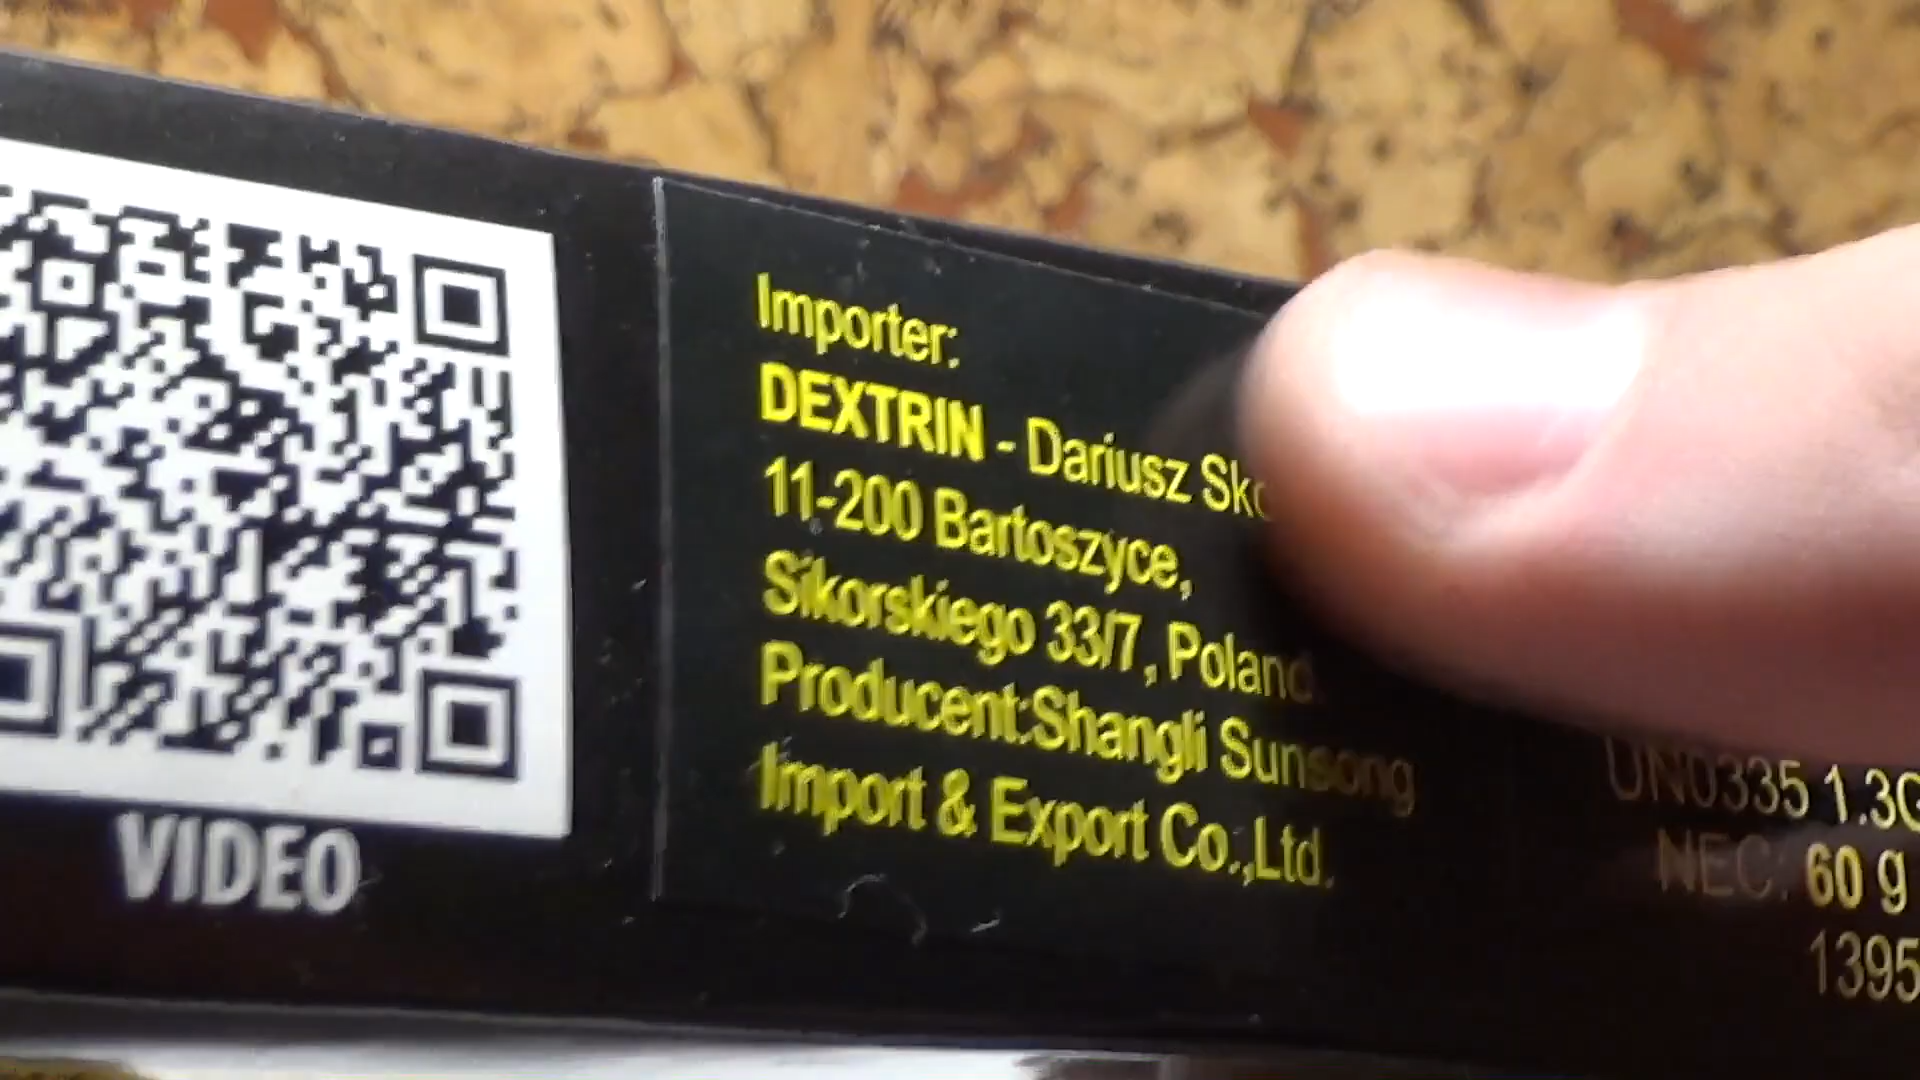 Importer:
DEXTRIN - Dariusz
11-200 Bartoszyce,
Sikorskiego 33/7, Poland
Producent:Shangli Sunsong
Import & Export Co.,Ltd.
VIDEO
UN0335 1.3G
NEC: 60 g
1395